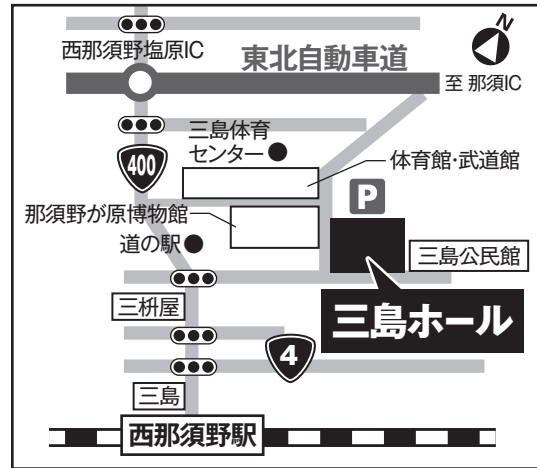 N
西那須野塩原IC
東北自動車道
至 那須IC
三島体育
センター
400
体育館・武道館
P
那須野が原博物館
道の駅
三島公民館
三枡屋
三島ホール
4
三島
西那須野駅